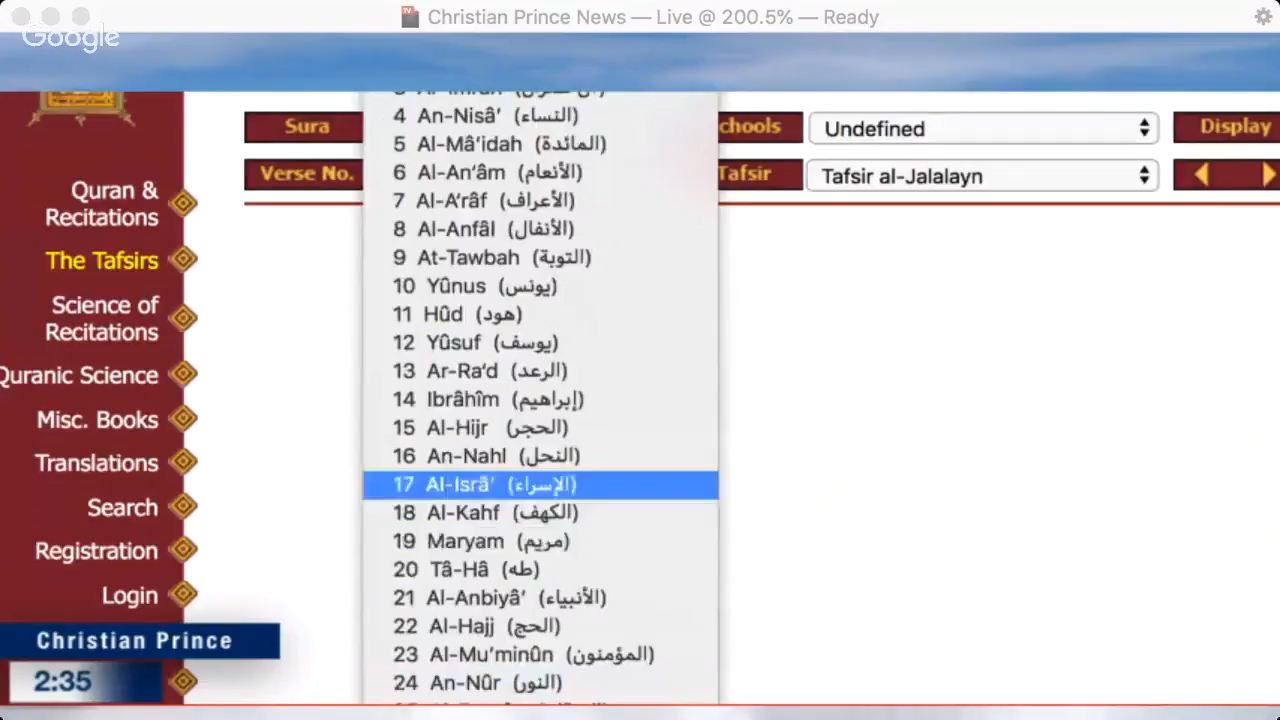 Christian Prince News — Live @ 200.5% — Ready
Google
Sura
Verse No.
4 An-Nisâ' (النساء)
5 Al-Mâ'idah (المائدة)
6 Al-An'âm (الأنعام)
7 Al-A'râf (الأعراف)
8 Al-Anfâl (الأنفال)
9 At-Tawbah (التوبة)
10 Yûnus (يونس)
11 Hûd (هود)
12 Yûsuf (يوسف)
13 Ar-Ra'd (الرعد)
14 Ibrâhîm (إبراهيم)
15 Al-Hijr (الحجر)
16 An-Nahl (النحل)
17 Al-Isrâ' (الإسراء)
18 Al-Kahf (الكهف)
19 Maryam (مريم)
20 Tâ-Hâ (طه)
21 Al-Anbiyâ' (الأنبياء)
22 Al-Hajj (الحج)
23 Al-Mu'minûn (المؤمنون)
24 An-Nûr (النور)
chools
Undefined
Display
Tafsir
Tafsir al-Jalalayn
Quran &
Recitations
The Tafsirs
Science of
Recitations
Quranic Science
Misc. Books
Translations
Search
Registration
Login
Christian Prince
2:35